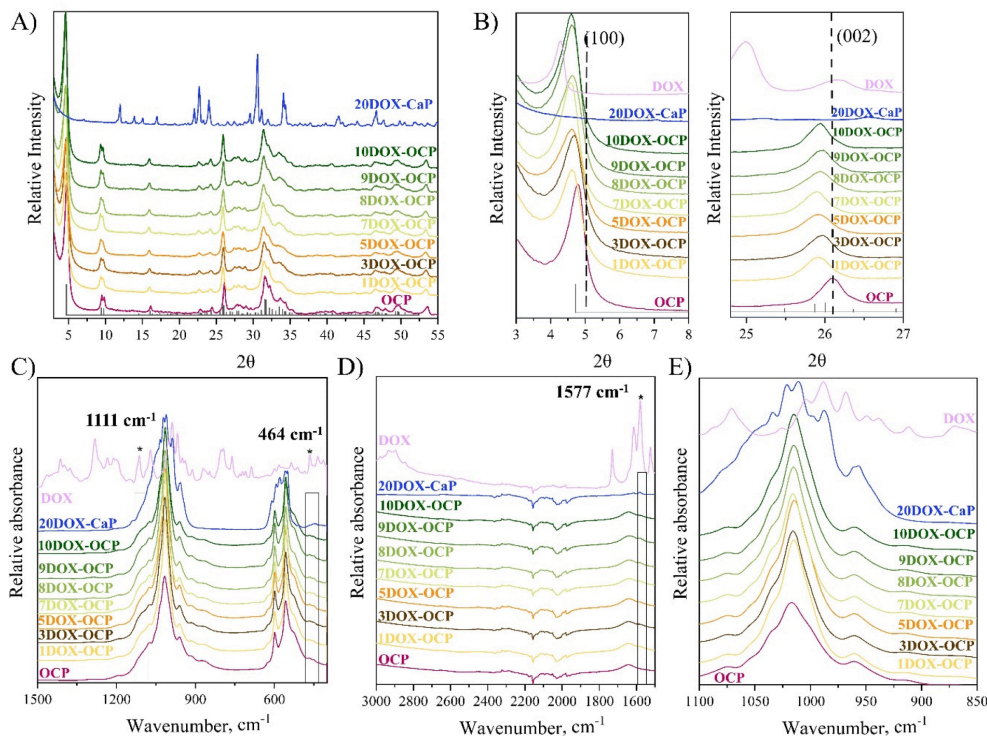 A)
Relative Intensity
20DOX-CaP
10DOX-OCP
9DOX-OCP
8DOX-OCP
7DOX-OCP
5DOX-OCP
3DOX-OCP
1DOX-OCP
OCP
5 10 15 20 25 30 35 40 45 50 55
2θ
B)
Relative Intensity
(100)
DOX
20DOX-CaP
10DOX-OCP
9DOX-OCP
8DOX-OCP
7DOX-OCP
5DOX-OCP
3DOX-OCP
1DOX-OCP
OCP
3 4 5 6 7 8
2θ
Relative Intensity
(002)
DOX
20DOX-CaP
10DOX-OCP
9DOX-OCP
8DOX-OCP
7DOX-OCP
5DOX-OCP
3DOX-OCP
1DOX-OCP
OCP
25 26 27
2θ
C)
Relative absorbance
1111 cm-1
464 cm-1
*
*
DOX
20DOX-CaP
10DOX-OCP
9DOX-OCP
8DOX-OCP
7DOX-OCP
5DOX-OCP
3DOX-OCP
1DOX-OCP
OCP
1500 1200 900 600
Wavenumber, cm-1
D)
Relative absorbance
1577 cm-1
*
DOX
20DOX-CaP
10DOX-OCP
9DOX-OCP
8DOX-OCP
7DOX-OCP
5DOX-OCP
3DOX-OCP
1DOX-OCP
OCP
3000 2700 2400 2100 1800 1500
Wavenumber, cm-1
E)
Relative absorbance
DOX
20DOX-CaP
10DOX-OCP
9DOX-OCP
8DOX-OCP
7DOX-OCP
5DOX-OCP
3DOX-OCP
1DOX-OCP
OCP
1100 1050 1000 950 900 850
Wavenumber, cm-1